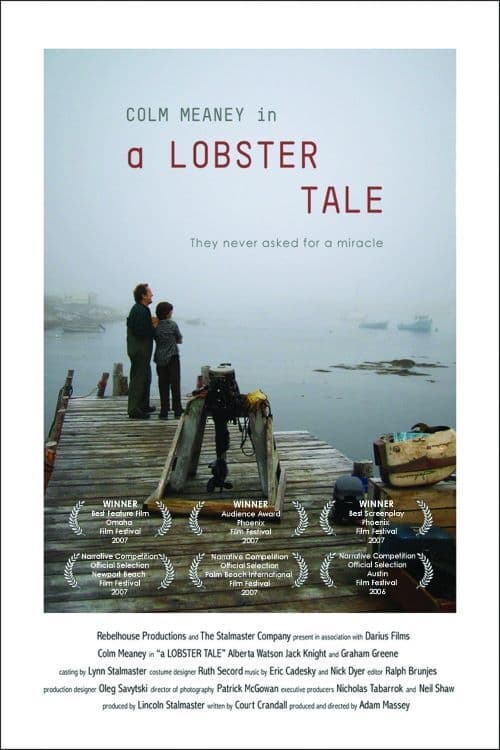 COLM MEANEY in
a LOBSTER
TALE
They never asked for a miracle
WINNER
Best Feature Film
Omaha
Film Festival
2007
WINNER
Audience Award
Phoenix
Film Festival
2007
WINNER
Best Screenplay
Phoenix
Film Festival
2007
Narrative Competition
Official Selection
Newport Beach
Film Festival
2007
Narrative Competition
Official Selection
Palm Beach International
Film Festival
2007
Narrative Competition
Official Selection
Austin
Film Festival
2006
Rebelhouse Productions and The Stalmaster Company present in association with Darius Films
Colm Meaney in "a LOBSTER TALE" Alberta Watson Jack Knight and Graham Greene
casting by Lynn Stalmaster costume designer Ruth Secord music by Eric Cadesky and Nick Dyer editor Ralph Brunjes
production designer Oleg Savytski director of photography Patrick McGowan executive producers Nicholas Tabarrok and Neil Shaw
produced by Lincoln Stalmaster written by Court Crandall produced and directed by Adam Massey